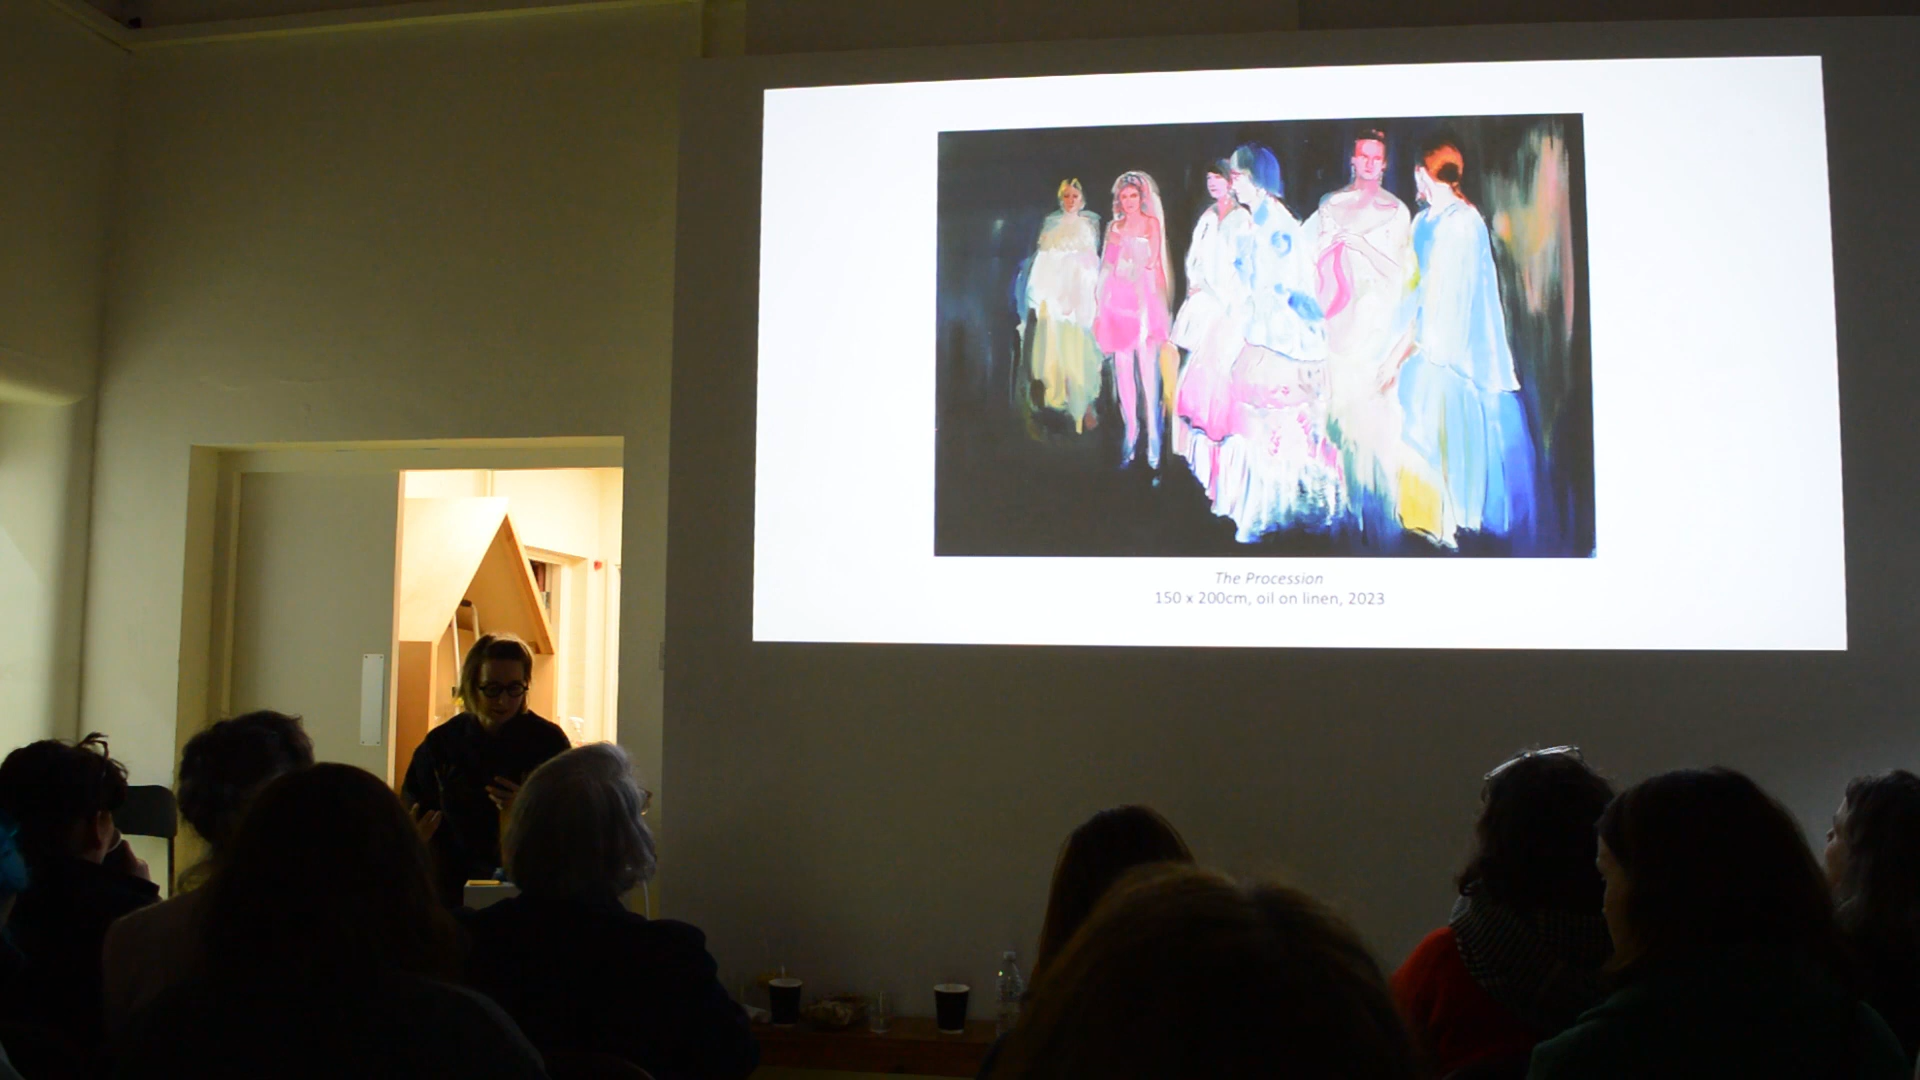 The Procession
150 x 200cm, oil on linen, 2023